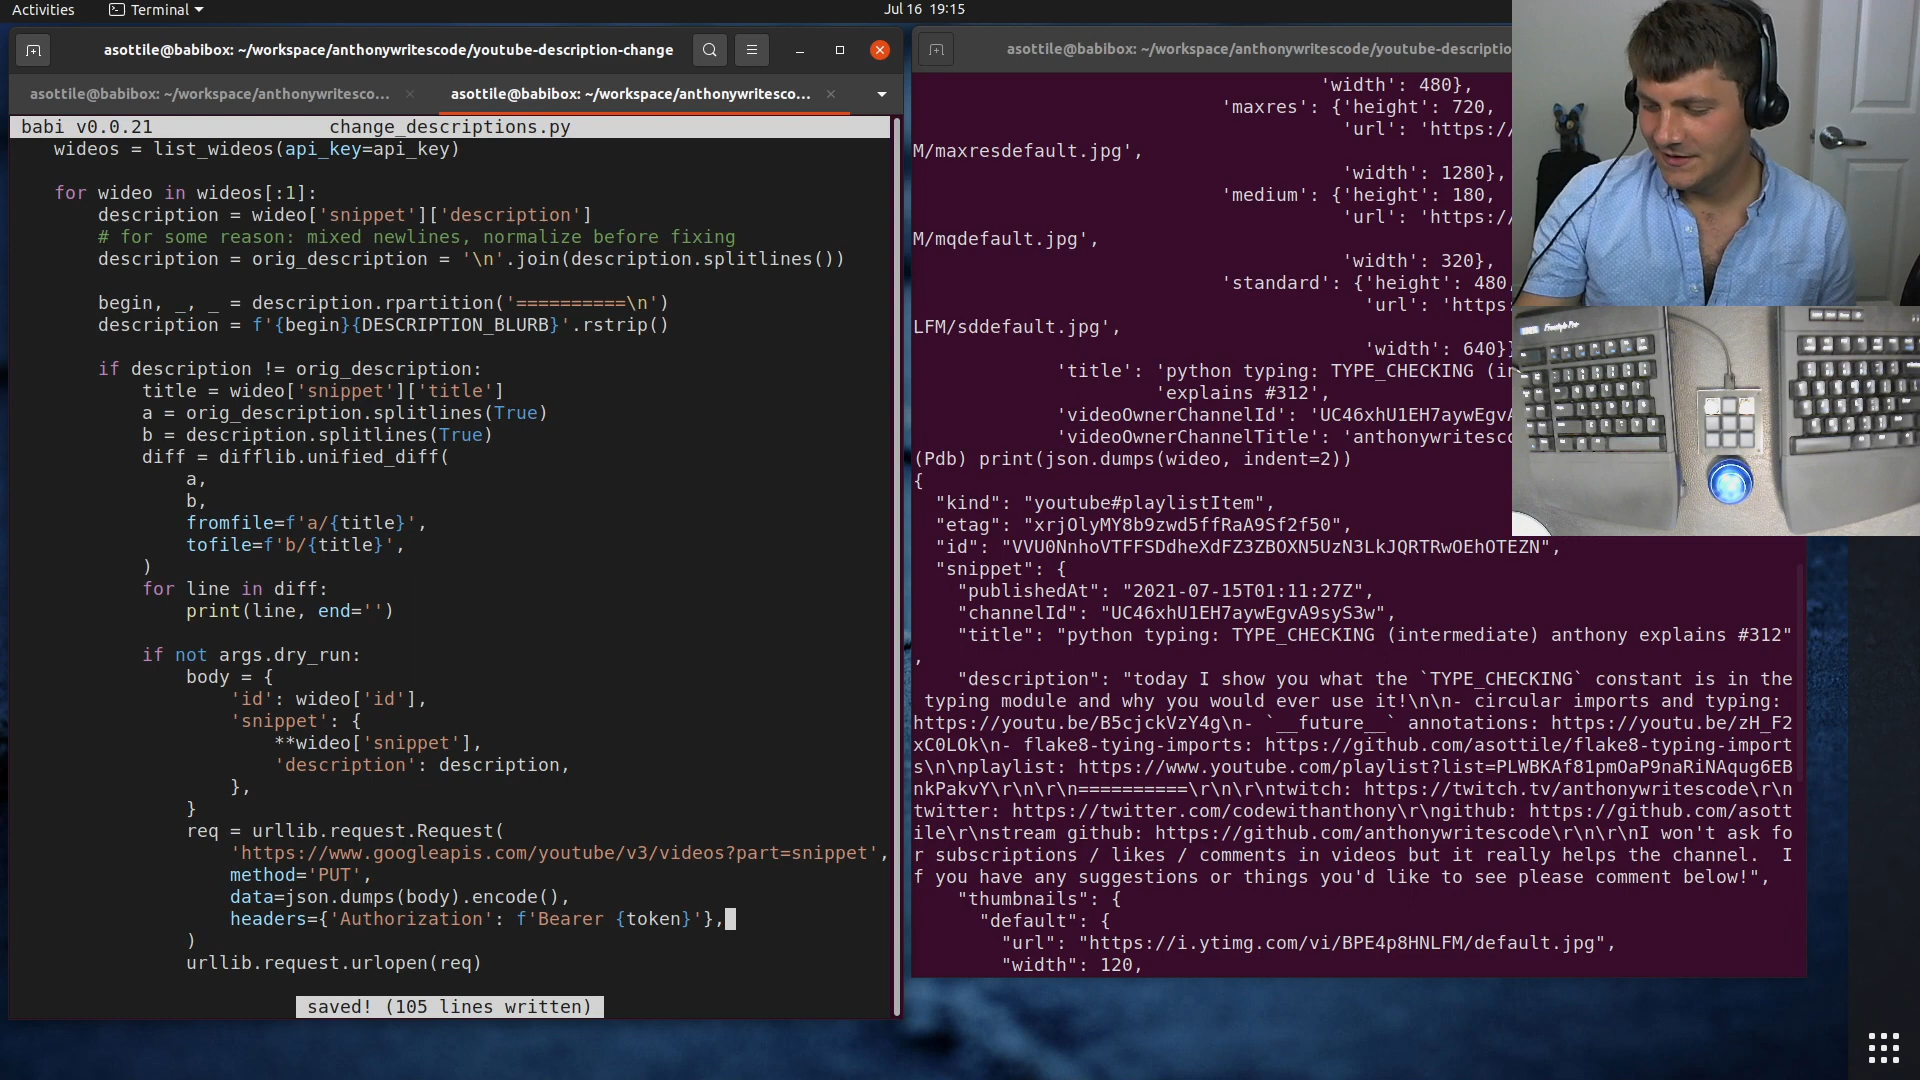 Activities
Terminal
Jul 16 19:15
asottile@babibox: ~/workspace/anthonywritescode/youtube-description-change
asottile@babibox: ~/workspace/anthonywritesco...
asottile@babibox: ~/workspace/anthonywritesco...
babi v0.0.21
change_descriptions.py
wideos = list_wideos(api_key=api_key)
for wideo in wideos[:1]:
description = wideo['snippet']['description']
# for some reason: mixed newlines, normalize before fixing
description = orig_description = '\n'.join(description.splitlines())
begin, _, _ = description.rpartition('==========\n')
description = f'{begin}{DESCRIPTION_BLURB}'.rstrip()
if description != orig_description:
title = wideo['snippet']['title']
a = orig_description.splitlines(True)
b = description.splitlines(True)
diff = difflib.unified_diff(
a,
b,
fromfile=f'a/{title}',
tofile=f'b/{title}',
)
for line in diff:
print(line, end='')
if not args.dry_run:
body = {
'id': wideo['id'],
'snippet': {
**wideo['snippet'],
'description': description,
},
}
req = urllib.request.Request(
'https://www.googleapis.com/youtube/v3/videos?part=snippet',
method='PUT',
data=json.dumps(body).encode(),
headers={'Authorization': f'Bearer {token}'},
)
urllib.request.urlopen(req)
saved! (105 lines written)
asottile@babibox: ~/workspace/anthonywritescode/youtube-descriptio
'width': 480},
'maxres': {'height': 720,
'url': 'https:/
M/maxresdefault.jpg',
'width': 1280},
'medium': {'height': 180,
'url': 'https:/
M/mqdefault.jpg',
'width': 320},
'standard': {'height': 480,
'url': 'https:
LFM/sddefault.jpg',
'width': 640}}
'title': 'python typing: TYPE_CHECKING (in
'explains #312',
'videoOwnerChannelId': 'UC46xhU1EH7aywEgvA
'videoOwnerChannelTitle': 'anthonywritesco
(Pdb) print(json.dumps(wideo, indent=2))
{
"kind": "youtube#playlistItem",
"etag": "xrjOlyMY8b9zwd5ffRaA9Sf2f50",
"id": "VVU0NnhoVTFFSDdheXdFZ3ZBOXN5UzN3LkJQRTRwOEhOTEZN",
"snippet": {
"publishedAt": "2021-07-15T01:11:27Z",
"channelId": "UC46xhU1EH7aywEgvA9syS3w",
"title": "python typing: TYPE_CHECKING (intermediate) anthony explains #312"
,
"description": "today I show you what the `TYPE_CHECKING` constant is in the
typing module and why you would ever use it!\n\n- circular imports and typing:
https://youtu.be/B5cjckVzY4g\n- `__future__` annotations: https://youtu.be/zH_F2
xC0LOk\n- flake8-tying-imports: https://github.com/asottile/flake8-typing-import
s\n\nplaylist: https://www.youtube.com/playlist?list=PLWBKAf81pmOaP9naRiNAqug6EB
nkPakvY\r\n\r\n==========\r\n\r\ntwitch: https://twitch.tv/anthonywritescode\r\n
twitter: https://twitter.com/codewithanthony\r\ngithub: https://github.com/asott
ile\r\nstream github: https://github.com/anthonywritescode\r\n\r\nI won't ask fo
r subscriptions / likes / comments in videos but it really helps the channel.  I
f you have any suggestions or things you'd like to see please comment below!",
"thumbnails": {
"default": {
"url": "https://i.ytimg.com/vi/BPE4p8HNLFM/default.jpg",
"width": 120,
Freestyle Pro